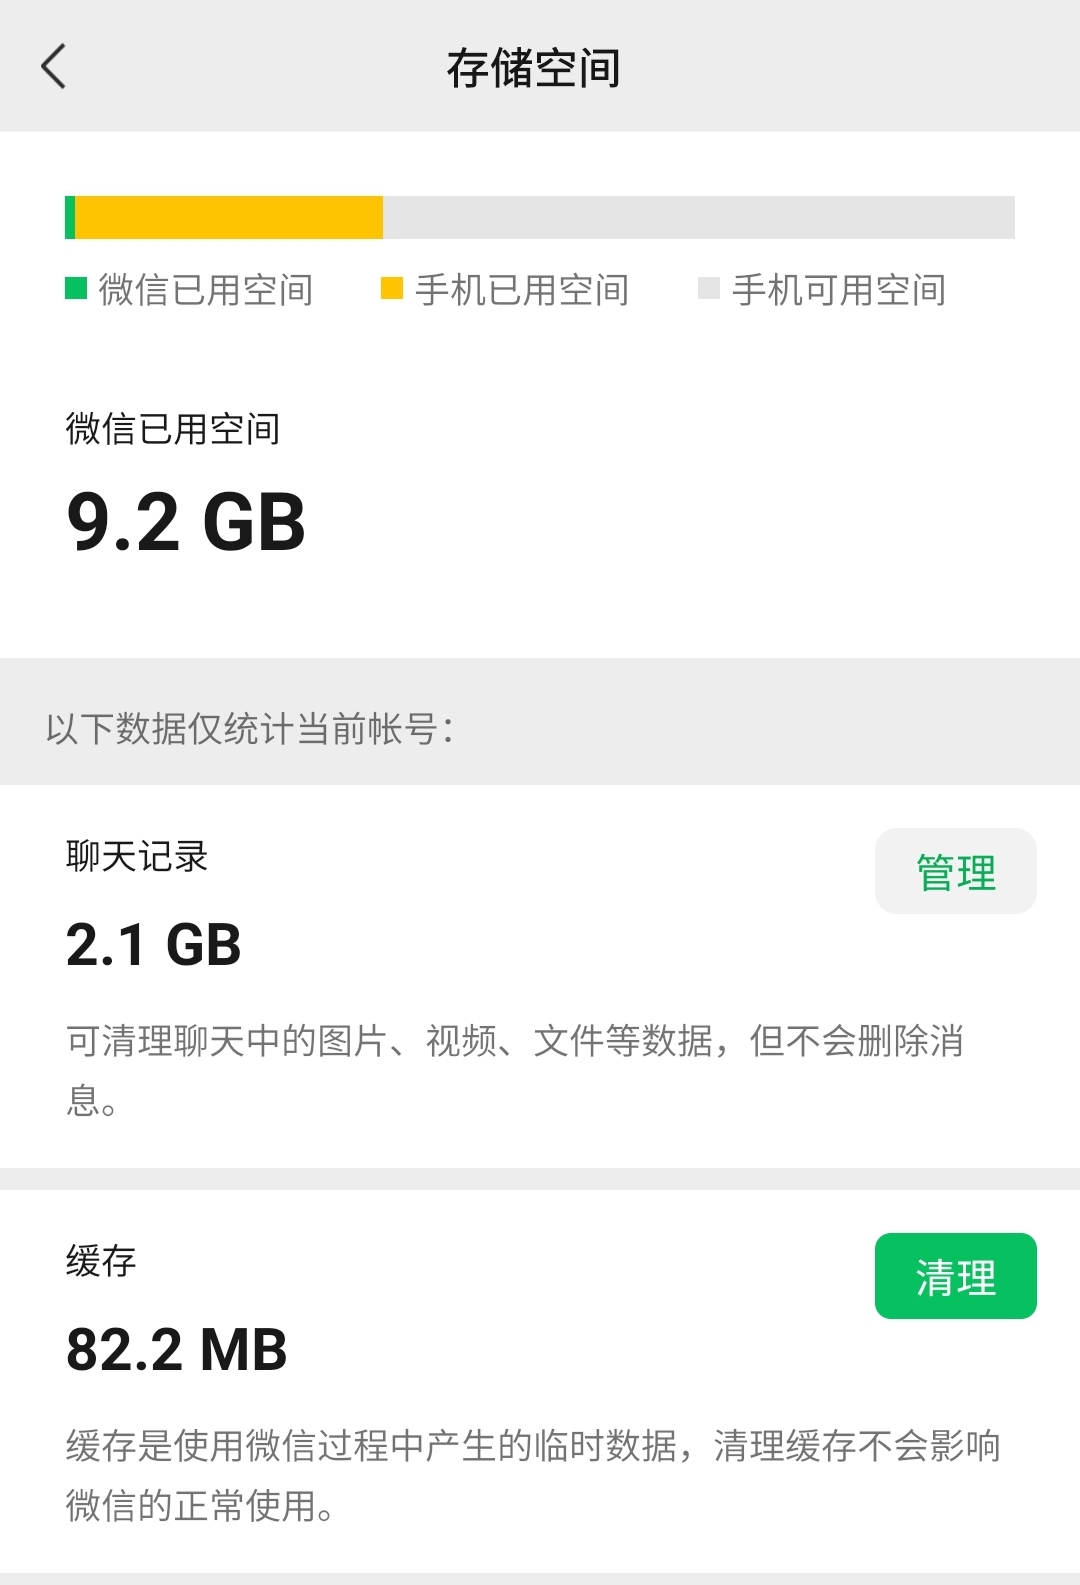 存储空间
微信已用空间 手机已用空间 手机可用空间
微信已用空间
9.2 GB
以下数据仅统计当前帐号：
聊天记录
管理
2.1 GB
可清理聊天中的图片、视频、文件等数据，但不会删除消
息。
缓存
清理
82.2 MB
缓存是使用微信过程中产生的临时数据，清理缓存不会影响
微信的正常使用。